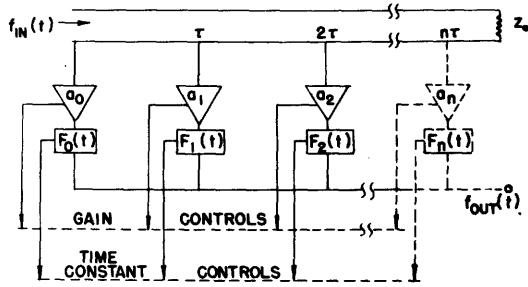 f_IN(t) τ 2τ nτ Z_o
a_0 a_1 a_2 a_n
F_0(t) F_1(t) F_2(t) F_n(t)
f_OUT(t).
GAIN CONTROLS
TIME
CONSTANT CONTROLS